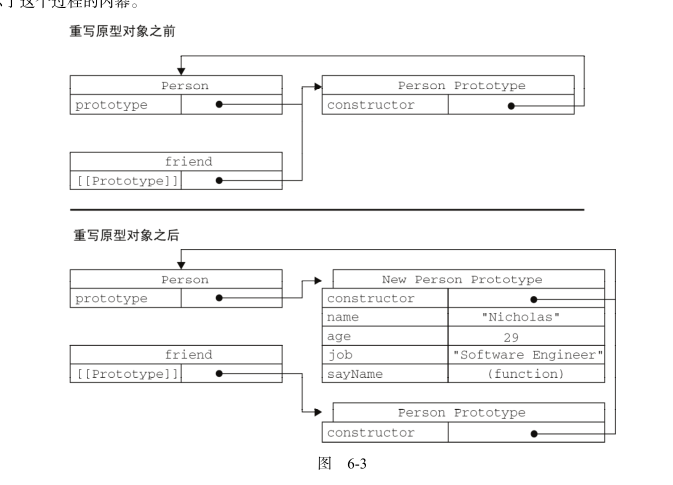 了这个过程的内幕。
重写原型对象之前
Person
prototype
Person Prototype
constructor
friend
[[Prototype]]
重写原型对象之后
Person
prototype
New Person Prototype
constructor
name "Nicholas"
age 29
job "Software Engineer"
sayName (function)
friend
[[Prototype]]
Person Prototype
constructor
图 6-3